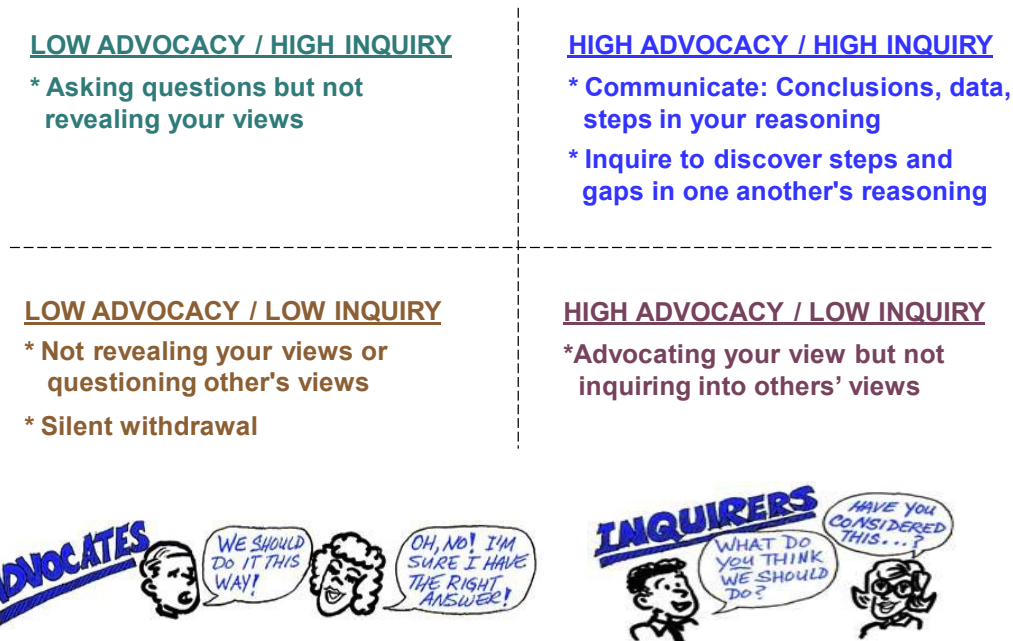 LOW ADVOCACY / HIGH INQUIRY
* Asking questions but not
revealing your views
HIGH ADVOCACY / HIGH INQUIRY
* Communicate: Conclusions, data,
steps in your reasoning
* Inquire to discover steps and
gaps in one another's reasoning
LOW ADVOCACY / LOW INQUIRY
* Not revealing your views or
questioning other's views
* Silent withdrawal
HIGH ADVOCACY / LOW INQUIRY
*Advocating your view but not
inquiring into others’ views
ADVOCATES
WE SHOULD
DO IT THIS
WAY!
OH, NO! I'M
SURE I HAVE
THE RIGHT
ANSWER!
INQUIRERS
WHAT DO
YOU THINK
WE SHOULD
DO?
HAVE YOU
CONSIDERED
THIS...?